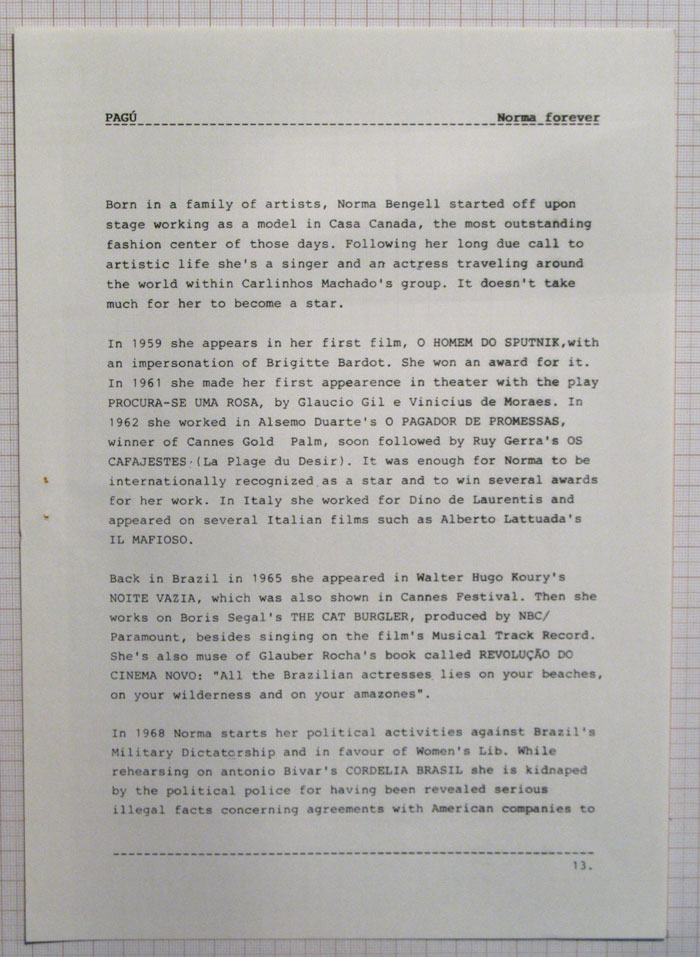 PAGÚ Norma forever
Born in a family of artists, Norma Bengell started off upon
stage working as a model in Casa Canada, the most outstanding
fashion center of those days. Following her long due call to
artistic life she's a singer and an actress traveling around
the world within Carlinhos Machado's group. It doesn't take
much for her to become a star.
In 1959 she appears in her first film, O HOMEM DO SPUTNIK,with
an impersonation of Brigitte Bardot. She won an award for it.
In 1961 she made her first appearence in theater with the play
PROCURA-SE UMA ROSA, by Glaucio Gil e Vinicius de Moraes. In
1962 she worked in Alsemo Duarte's O PAGADOR DE PROMESSAS,
winner of Cannes Gold Palm, soon followed by Ruy Gerra's OS
CAFAJESTES (La Plage du Desir). It was enough for Norma to be
internationally recognized as a star and to win several awards
for her work. In Italy she worked for Dino de Laurentis and
appeared on several Italian films such as Alberto Lattuada's
IL MAFIOSO.
Back in Brazil in 1965 she appeared in Walter Hugo Koury's
NOITE VAZIA, which was also shown in Cannes Festival. Then she
works on Boris Segal's THE CAT BURGLER, produced by NBC/
Paramount, besides singing on the film's Musical Track Record.
She's also muse of Glauber Rocha's book called REVOLUÇÃO DO
CINEMA NOVO: "All the Brazilian actresses lies on your beaches,
on your wilderness and on your amazones".
In 1968 Norma starts her political activities against Brazil's
Military Dictatorship and in favour of Women's Lib. While
rehearsing on antonio Bivar's CORDELIA BRASIL she is kidnaped
by the political police for having been revealed serious
illegal facts concerning agreements with American companies to
13.